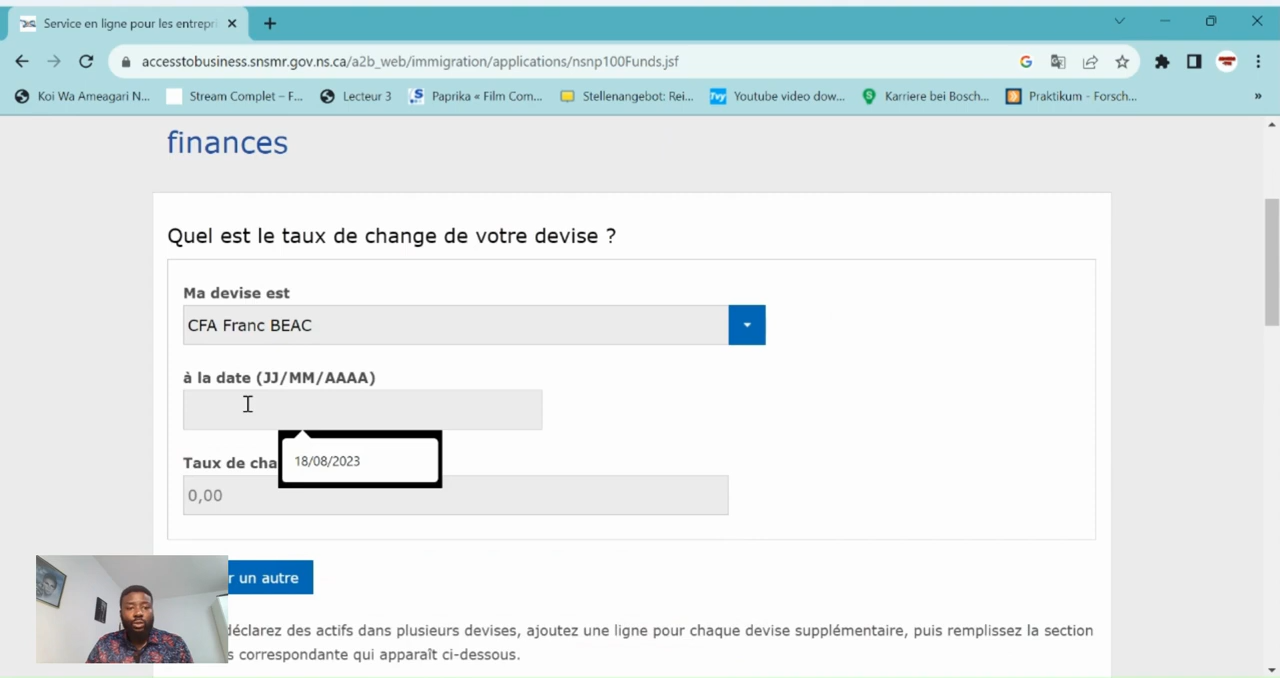 Service en ligne pour les entrepri
accesstobusiness.snsmr.gov.ns.ca/a2b_web/immigration/applications/nsnp100Funds.jsf
Koi Wa Ameagari N...
Stream Complet – F...
Lecteur 3
Paprika « Film Com...
Stellenangebot: Rei...
Youtube video dow...
Karriere bei Bosch...
Praktikum - Forsch...
»
finances
Quel est le taux de change de votre devise ?
Ma devise est
CFA Franc BEAC
à la date (JJ/MM/AAAA)
18/08/2023
Taux de cha
0,00
r un autre
déclarez des actifs dans plusieurs devises, ajoutez une ligne pour chaque devise supplémentaire, puis remplissez la section
s correspondante qui apparaît ci-dessous.